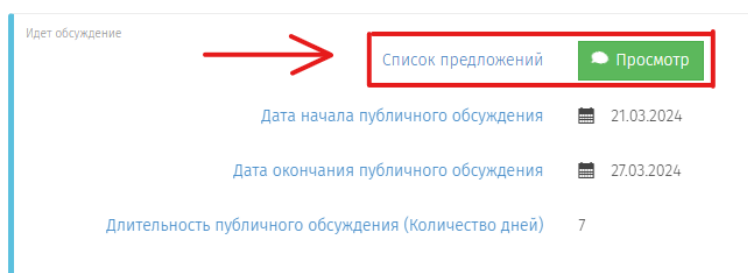 Идет обсуждение
Список предложений Просмотр
Дата начала публичного обсуждения 21.03.2024
Дата окончания публичного обсуждения 27.03.2024
Длительность публичного обсуждения (Количество дней) 7